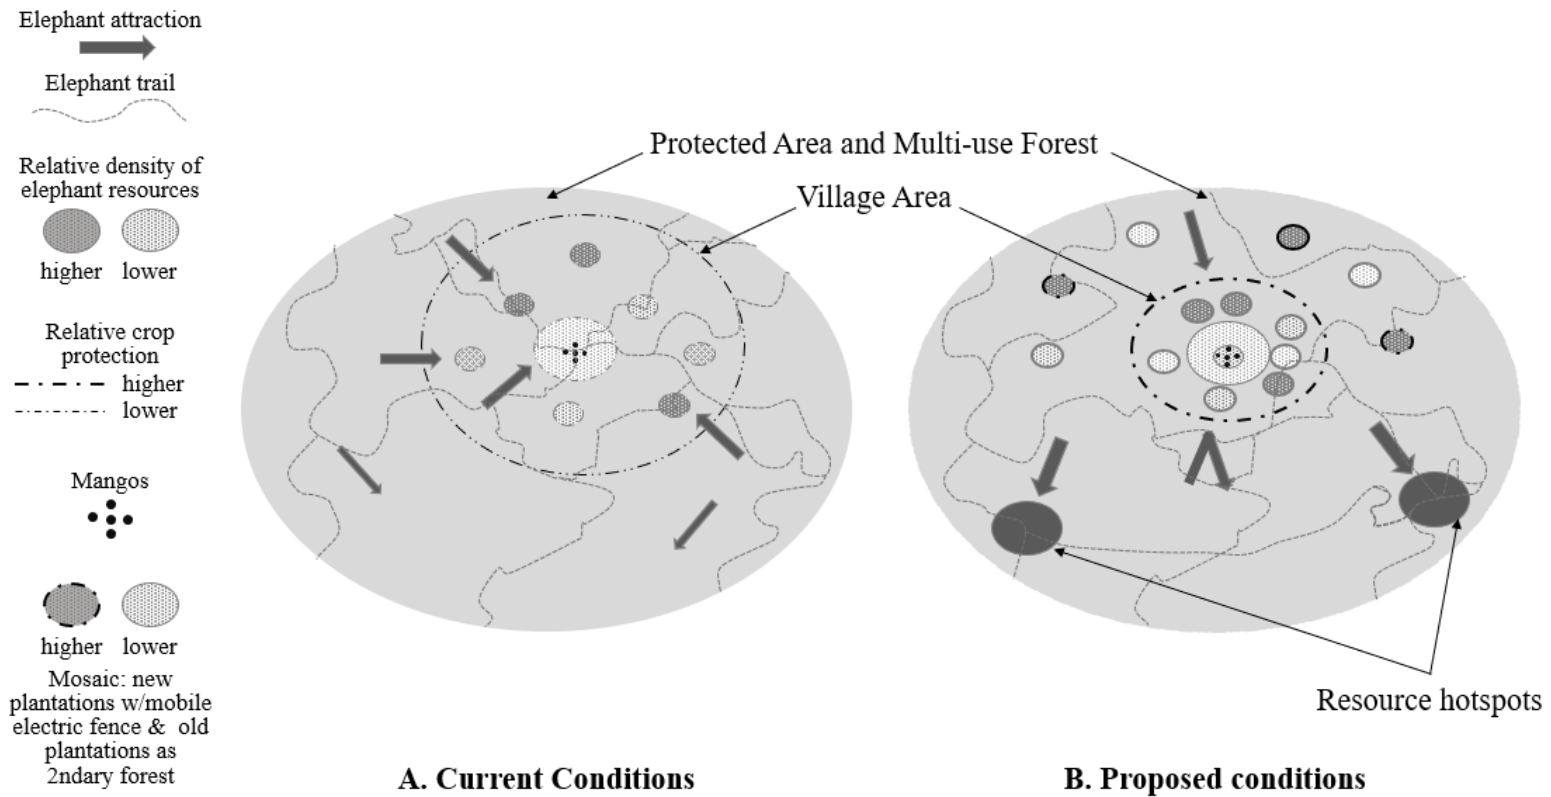 Elephant attraction
Elephant trail
Relative density of
elephant resources
higher lower
Relative crop
protection
higher
lower
Mangos
higher lower
Mosaic: new
plantations w/mobile
electric fence & old
plantations as
2ndary forest
Protected Area and Multi-use Forest
Village Area
Resource hotspots
A. Current Conditions
B. Proposed conditions